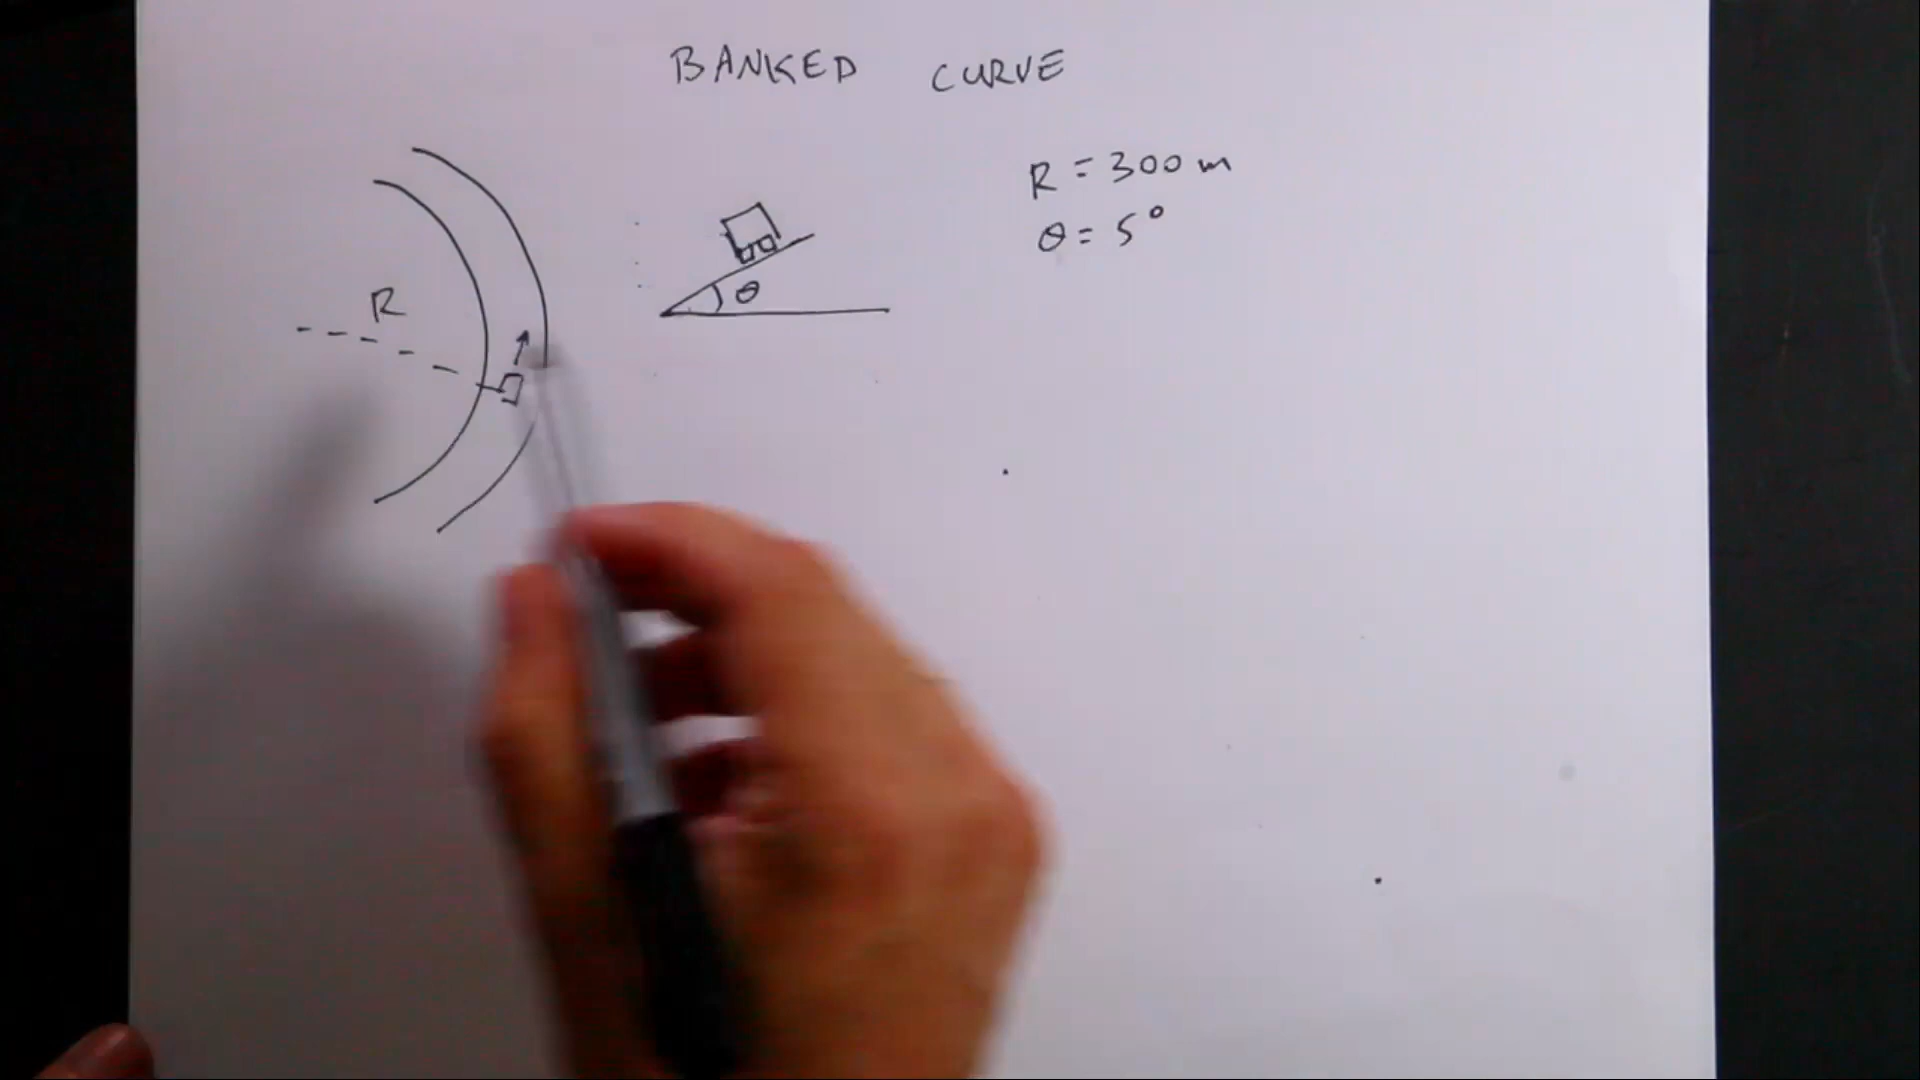 BANKED CURVE
R = 300 m
θ = 5°
R
θ